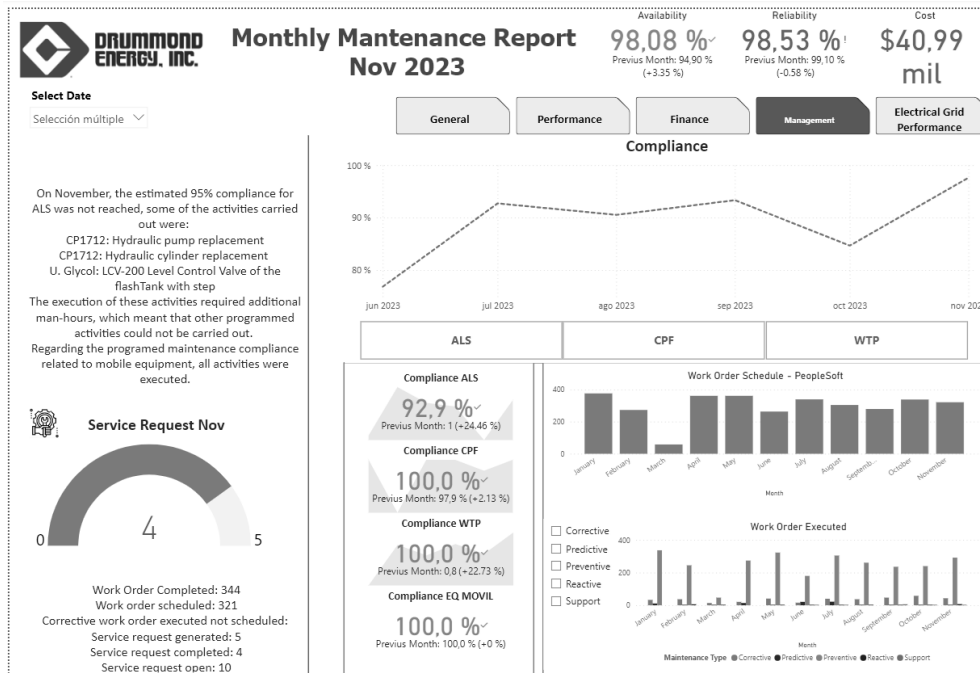 DRUMMOND
ENERGY, INC.
Monthly Mantenance Report
Nov 2023
Availability
98,08 %
Previus Month: 94,90 %
(+3.35 %)
Reliability
98,53 %!
Previus Month: 99,10 %
(-0.58 %)
Cost
$40,99
mil
Select Date
Selección múltiple
General
Performance
Finance
Management
Electrical Grid
Performance
On November, the estimated 95% compliance for
ALS was not reached, some of the activities carried
out were:
CP1712: Hydraulic pump replacement
CP1712: Hydraulic cylinder replacement
U. Glycol: LCV-200 Level Control Valve of the
flashTank with step
The execution of these activities required additional
man-hours, which meant that other programmed
activities could not be carried out.
Regarding the programed maintenance compliance
related to mobile equipment, all activities were
executed.
Service Request Nov
0
4
5
Work Order Completed: 344
Work order scheduled: 321
Corrective work order executed not scheduled:
Service request generated: 5
Service request completed: 4
Service request open: 10
Compliance
100 %
90 %
80 %
jun 2023
jul 2023
ago 2023
sep 2023
oct 2023
nov 202
ALS
CPF
WTP
Compliance ALS
92,9 %
Previus Month: 1 (+24.46 %)
Compliance CPF
100,0 %
Previus Month: 97,9 % (+2.13 %)
Compliance WTP
100,0 %
Previus Month: 0,8 (+22.73 %)
Compliance EQ MOVIL
100,0 %
Previus Month: 100,0 % (+0 %)
Work Order Schedule - PeopleSoft
400
200
0
January
February
March
April
May
June
July
August
Septemb...
October
November
Month
Corrective
Predictive
Preventive
Reactive
Support
Work Order Executed
400
200
0
January
February
March
April
May
June
July
August
September
October
November
Month
Maintenance Type Corrective Predictive Preventive Reactive Support